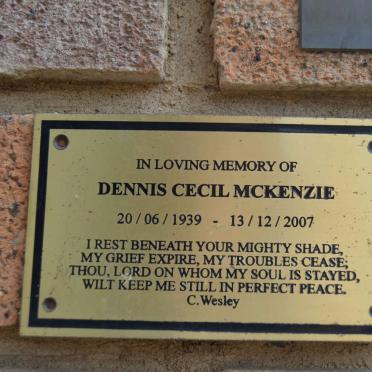 IN LOVING MEMORY OF
DENNIS CECIL MCKENZIE
20/06/1939 - 13/12/2007
I REST BENEATH YOUR MIGHTY SHADE,
MY GRIEF EXPIRE, MY TROUBLES CEASE;
THOU, LORD ON WHOM MY SOUL IS STAYED,
WILT KEEP ME STILL IN PERFECT PEACE.
C.Wesley